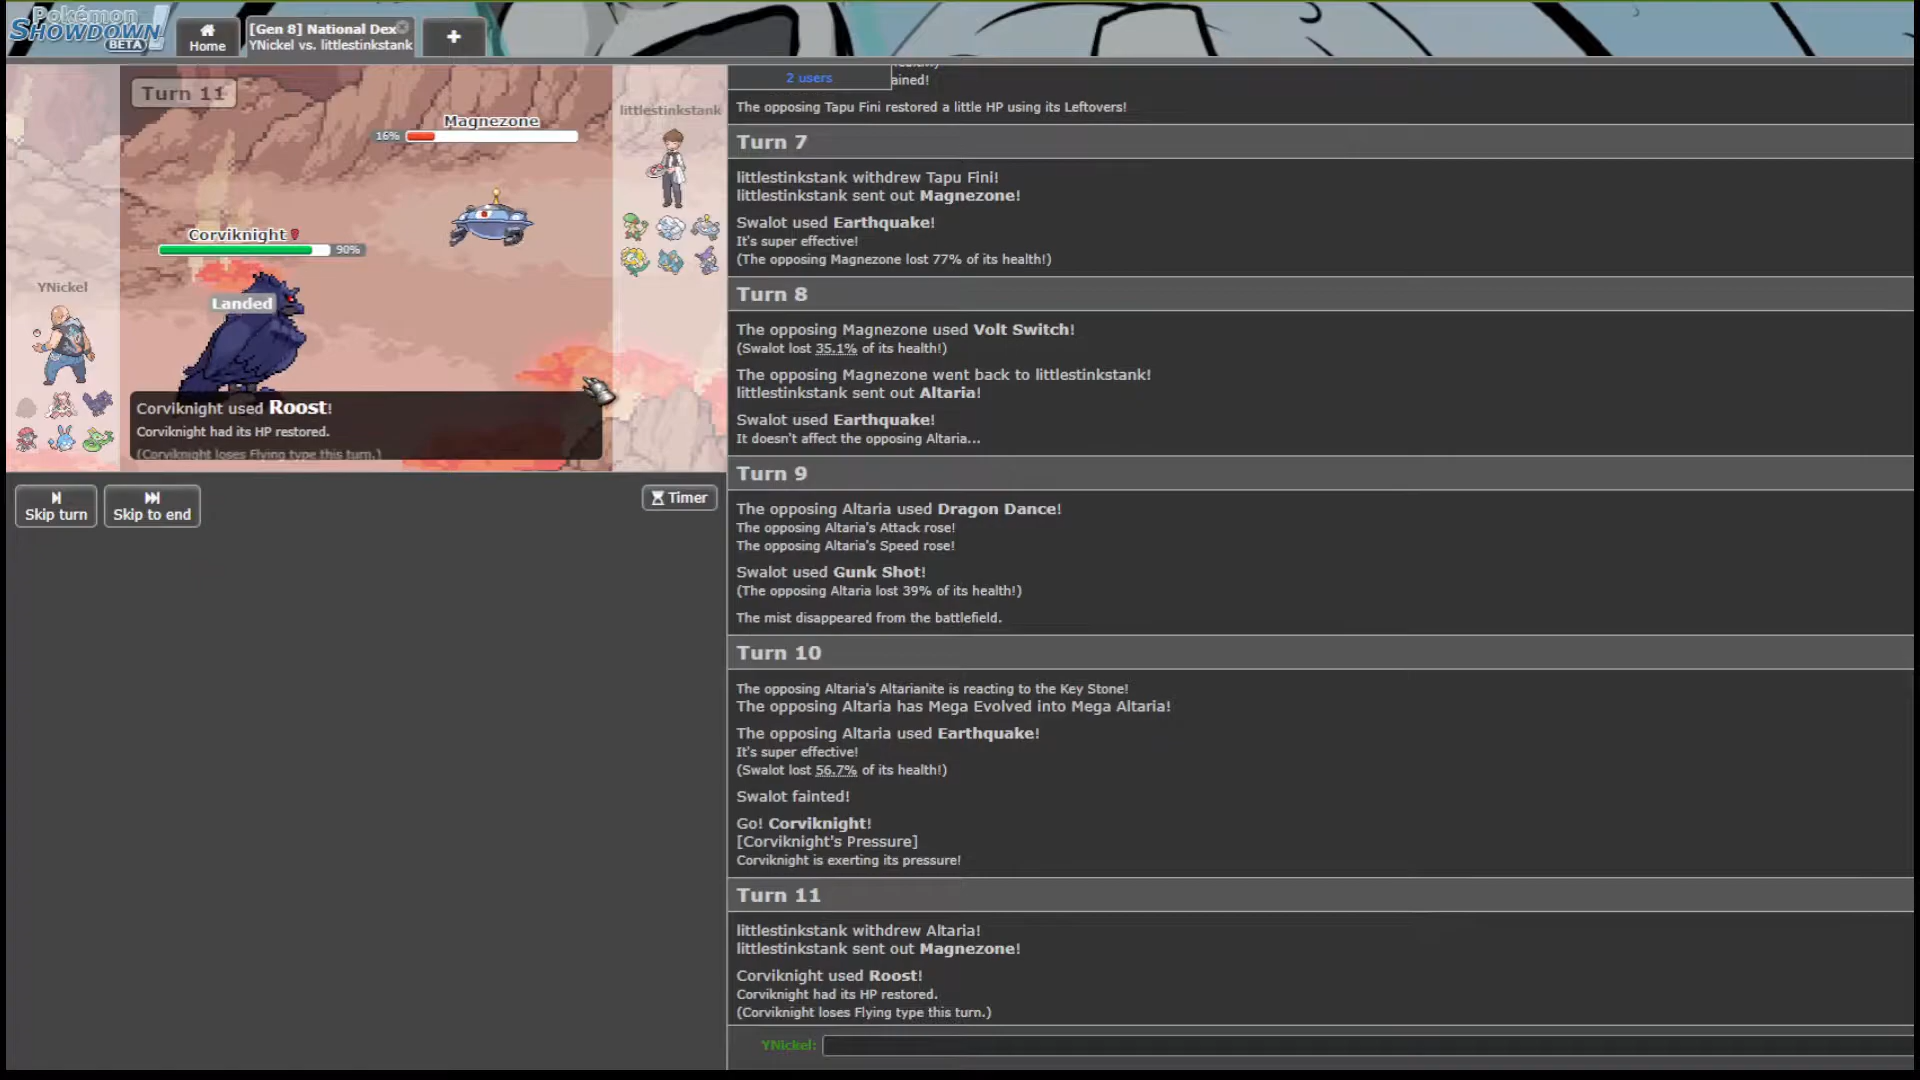 Pokémon
SHOWDOWN!
BETA
Home
[Gen 8] National Dex
YNickel vs. littlestinkstank
+
Turn 11
littlestinkstank
Magnezone
16%
Corviknight
90%
Landed
YNickel
Corviknight used Roost!
Corviknight had its HP restored.
(Corviknight loses Flying type this turn.)
Skip turn
Skip to end
Timer
2 users
ained!
The opposing Tapu Fini restored a little HP using its Leftovers!
Turn 7
littlestinkstank withdrew Tapu Fini!
littlestinkstank sent out Magnezone!
Swalot used Earthquake!
It's super effective!
(The opposing Magnezone lost 77% of its health!)
Turn 8
The opposing Magnezone used Volt Switch!
(Swalot lost 35.1% of its health!)
The opposing Magnezone went back to littlestinkstank!
littlestinkstank sent out Altaria!
Swalot used Earthquake!
It doesn't affect the opposing Altaria...
Turn 9
The opposing Altaria used Dragon Dance!
The opposing Altaria's Attack rose!
The opposing Altaria's Speed rose!
Swalot used Gunk Shot!
(The opposing Altaria lost 39% of its health!)
The mist disappeared from the battlefield.
Turn 10
The opposing Altaria's Altarianite is reacting to the Key Stone!
The opposing Altaria has Mega Evolved into Mega Altaria!
The opposing Altaria used Earthquake!
It's super effective!
(Swalot lost 56.7% of its health!)
Swalot fainted!
Go! Corviknight!
[Corviknight's Pressure]
Corviknight is exerting its pressure!
Turn 11
littlestinkstank withdrew Altaria!
littlestinkstank sent out Magnezone!
Corviknight used Roost!
Corviknight had its HP restored.
(Corviknight loses Flying type this turn.)
YNickel: